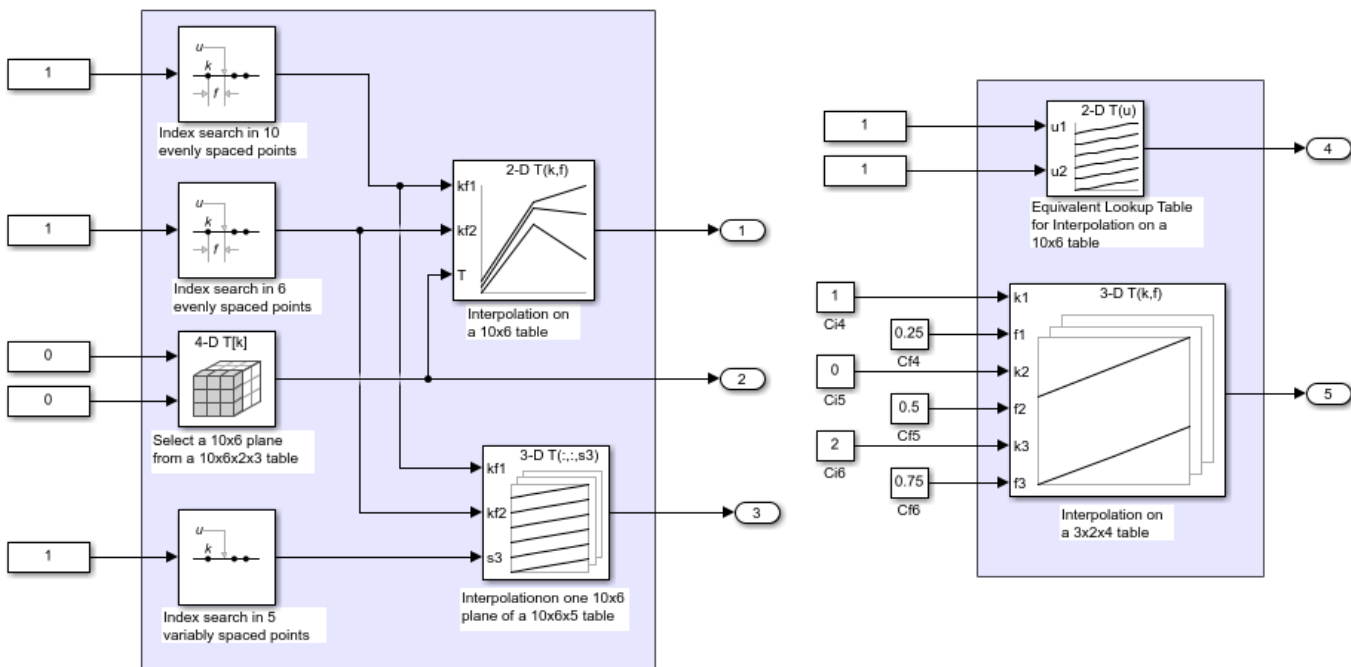 1
u
k
f
Index search in 10
evenly spaced points
1
u
k
f
Index search in 6
evenly spaced points
0
0
4-D T[k]
Select a 10x6 plane
from a 10x6x2x3 table
1
u
k
Index search in 5
variably spaced points
2-D T(k,f)
kf1
kf2
T
Interpolation on
a 10x6 table
1
2
3-D T(:,:,s3)
kf1
kf2
s3
Interpolationon one 10x6
plane of a 10x6x5 table
3
1
1
2-D T(u)
u1
u2
Equivalent Lookup Table
for Interpolation on a
10x6 table
4
1
Ci4
0.25
Cf4
0
Ci5
0.5
Cf5
2
Ci6
0.75
Cf6
3-D T(k,f)
k1
f1
k2
f2
k3
f3
Interpolation on
a 3x2x4 table
5